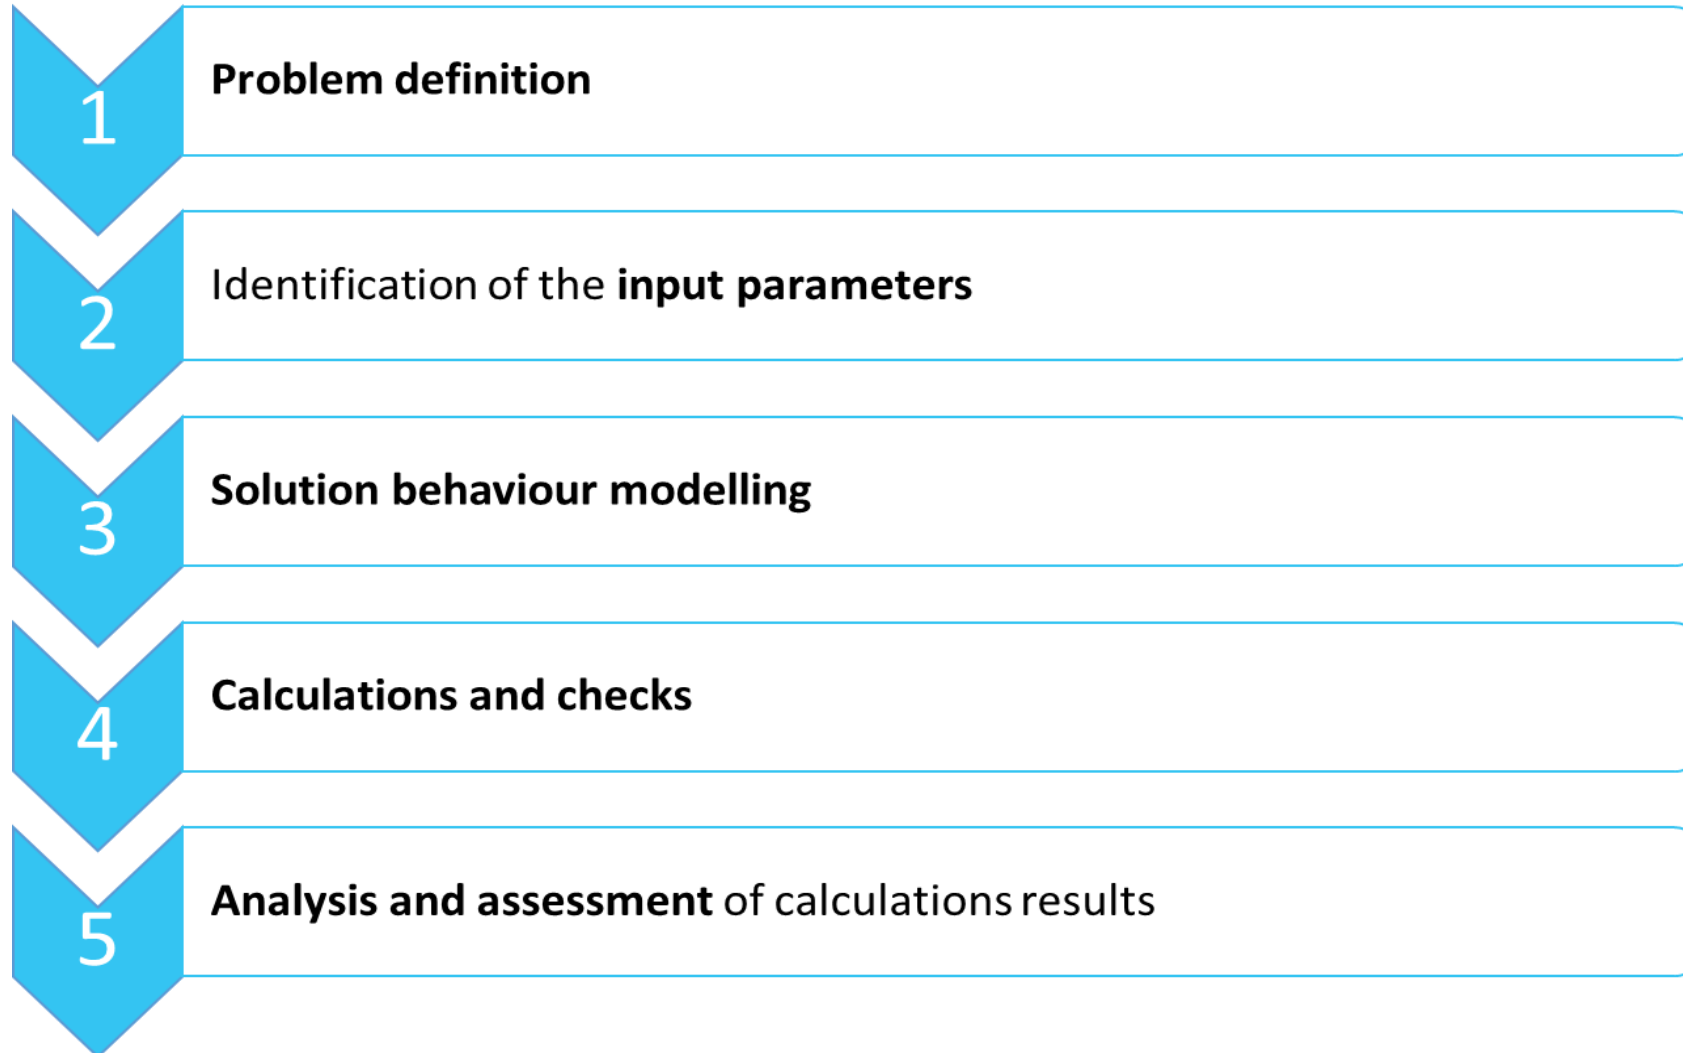 1
Problem definition
2
Identification of the input parameters
3
Solution behaviour modelling
4
Calculations and checks
5
Analysis and assessment of calculations results